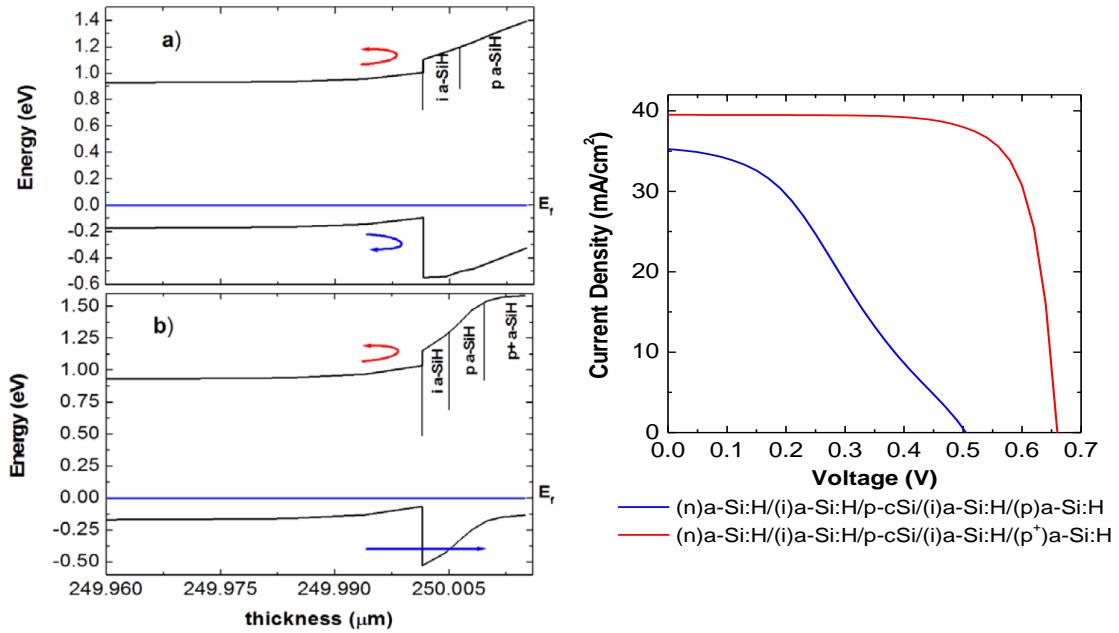 a)
Energy (eV)
1.4
1.2
1.0
0.8
0.6
0.4
0.2
0.0
-0.2
-0.4
-0.6
i a-SiH
p a-SiH
E_f
b)
Energy (eV)
1.50
1.25
1.00
0.75
0.50
0.25
0.00
-0.25
-0.50
i a-SiH
p a-SiH
p+ a-SiH
E_f
249.960 249.975 249.990 250.005
thickness (μm)
Current Density (mA/cm²)
40
30
20
10
0
0.0 0.1 0.2 0.3 0.4 0.5 0.6 0.7
Voltage (V)
(n)a-Si:H/(i)a-Si:H/p-cSi/(i)a-Si:H/(p)a-Si:H
(n)a-Si:H/(i)a-Si:H/p-cSi/(i)a-Si:H/(p⁺)a-Si:H